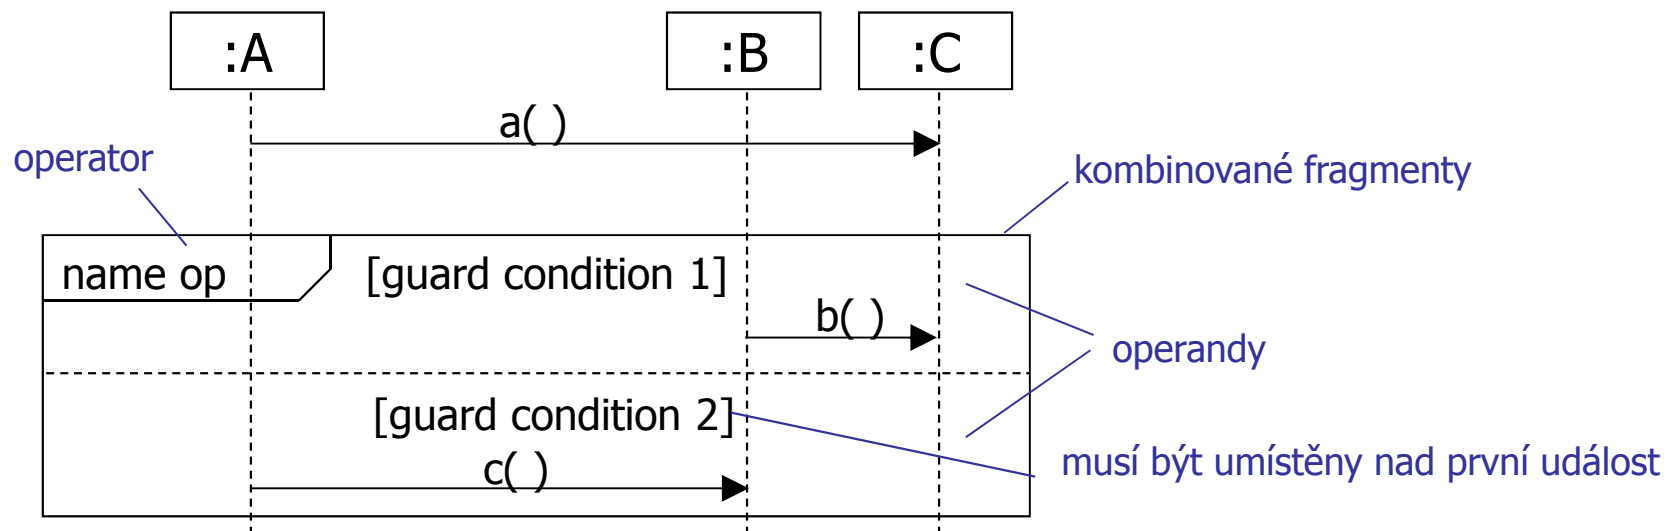 :A
:B
:C
a( )
operator
kombinované fragmenty
name op
[guard condition 1]
b( )
operandy
[guard condition 2]
musí být umístěny nad první událost
c( )